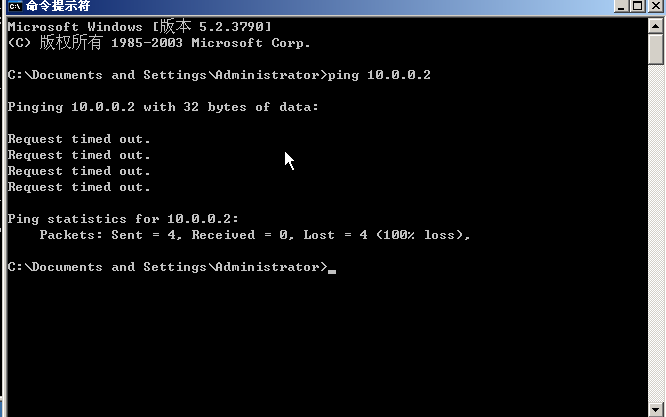 命令提示符
Microsoft Windows [版本 5.2.3790]
(C) 版权所有 1985-2003 Microsoft Corp.
C:\Documents and Settings\Administrator>ping 10.0.0.2
Pinging 10.0.0.2 with 32 bytes of data:
Request timed out.
Request timed out.
Request timed out.
Request timed out.
Ping statistics for 10.0.0.2:
Packets: Sent = 4, Received = 0, Lost = 4 (100% loss),
C:\Documents and Settings\Administrator>_